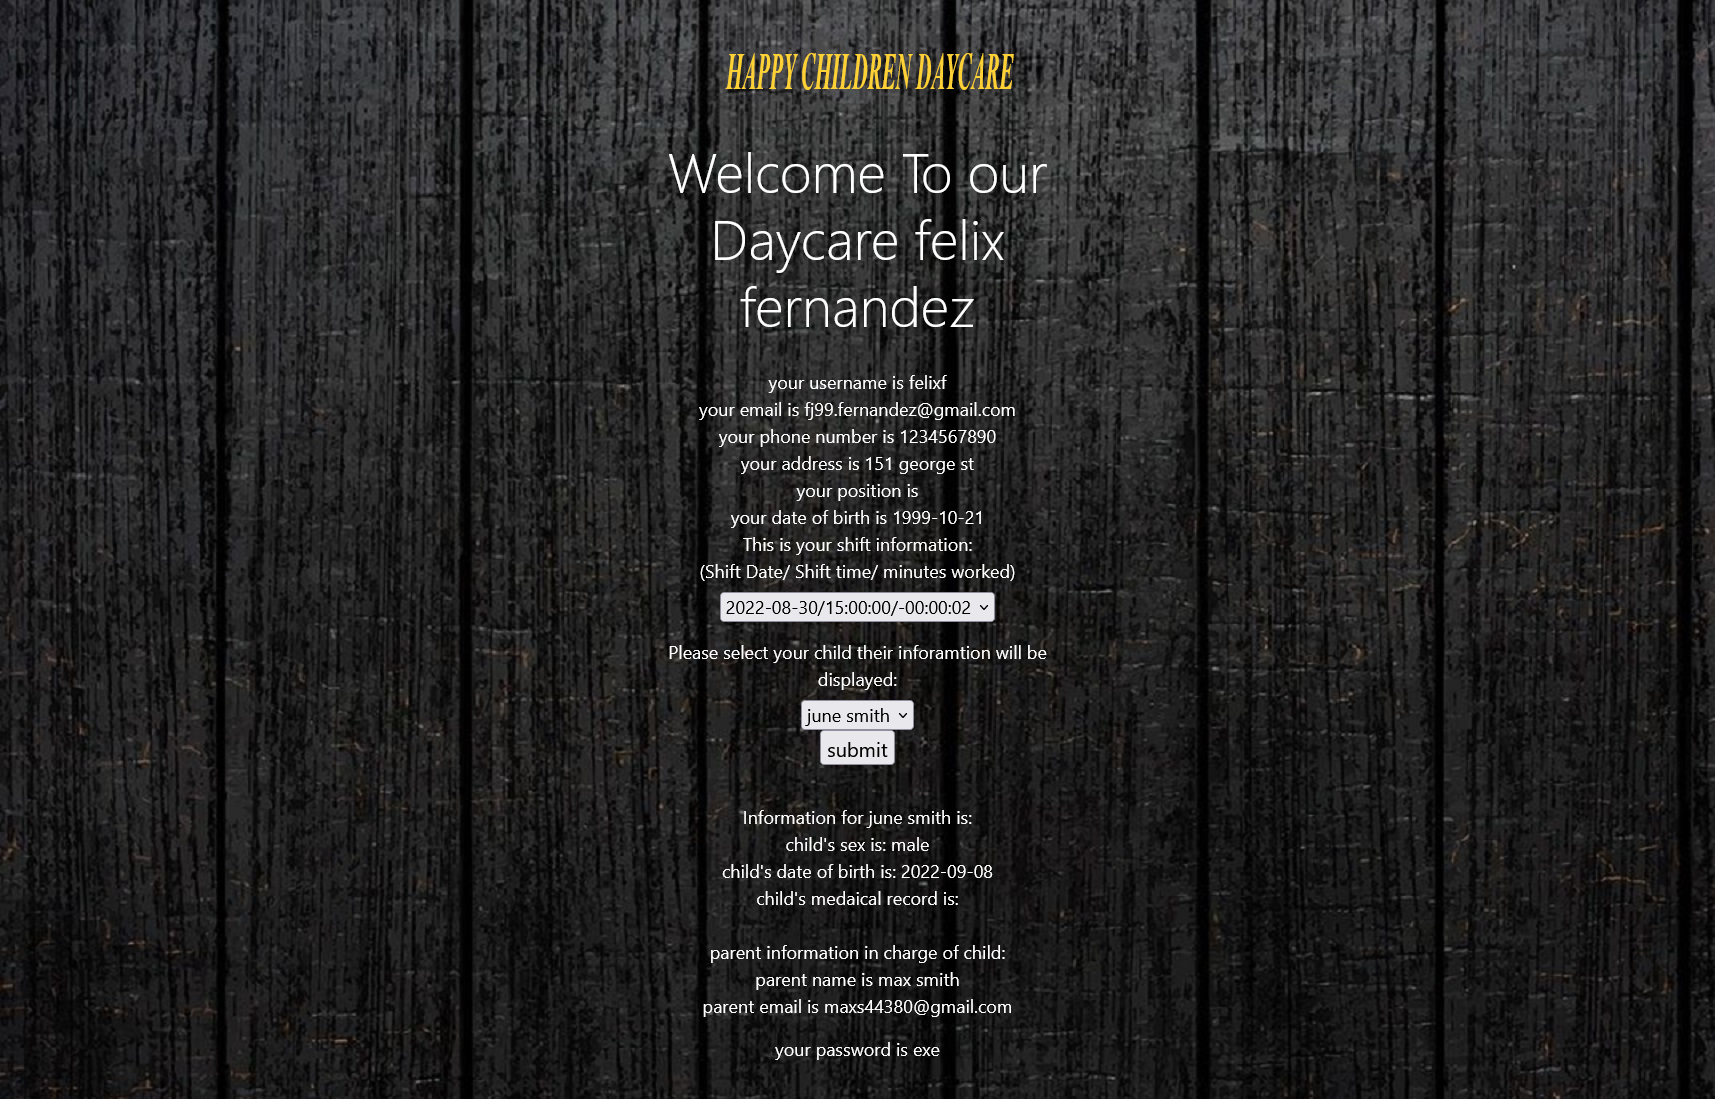 HAPPY CHILDREN DAYCARE
Welcome To our
Daycare felix
fernandez
your username is felixf
your email is fj99.fernandez@gmail.com
your phone number is 1234567890
your address is 151 george st
your position is
your date of birth is 1999-10-21
This is your shift information:
(Shift Date/ Shift time/ minutes worked)
2022-08-30/15:00:00/-00:00:02
Please select your child their inforamtion will be
displayed:
june smith
submit
Information for june smith is:
child's sex is: male
child's date of birth is: 2022-09-08
child's medaical record is:
parent information in charge of child:
parent name is max smith
parent email is maxs44380@gmail.com
your password is exe